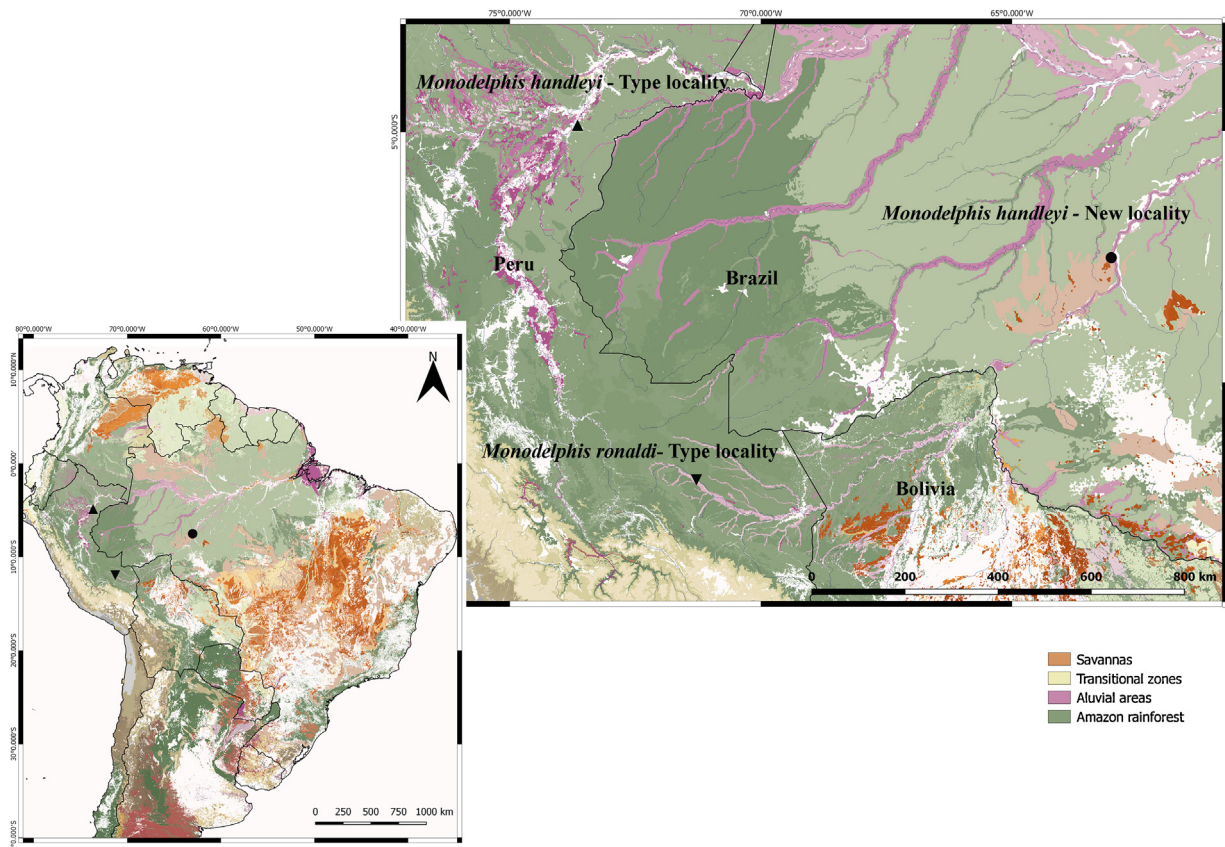 75°0.000'W 70°0.000'W 65°0.000'W
Monodelphis handleyi - Type locality
5°0.000'S
Monodelphis handleyi - New locality
Peru
Brazil
Monodelphis ronaldi- Type locality
Bolivia
0 200 400 600 800 km
80°0.000'W 70°0.000'W 60°0.000'W 50°0.000'W 40°0.000'W
N
10°0.000'N
0°0.000'S
10°0.000'S
20°0.000'S
30°0.000'S
°0.000'S
0 250 500 750 1000 km
Savannas
Transitional zones
Aluvial areas
Amazon rainforest